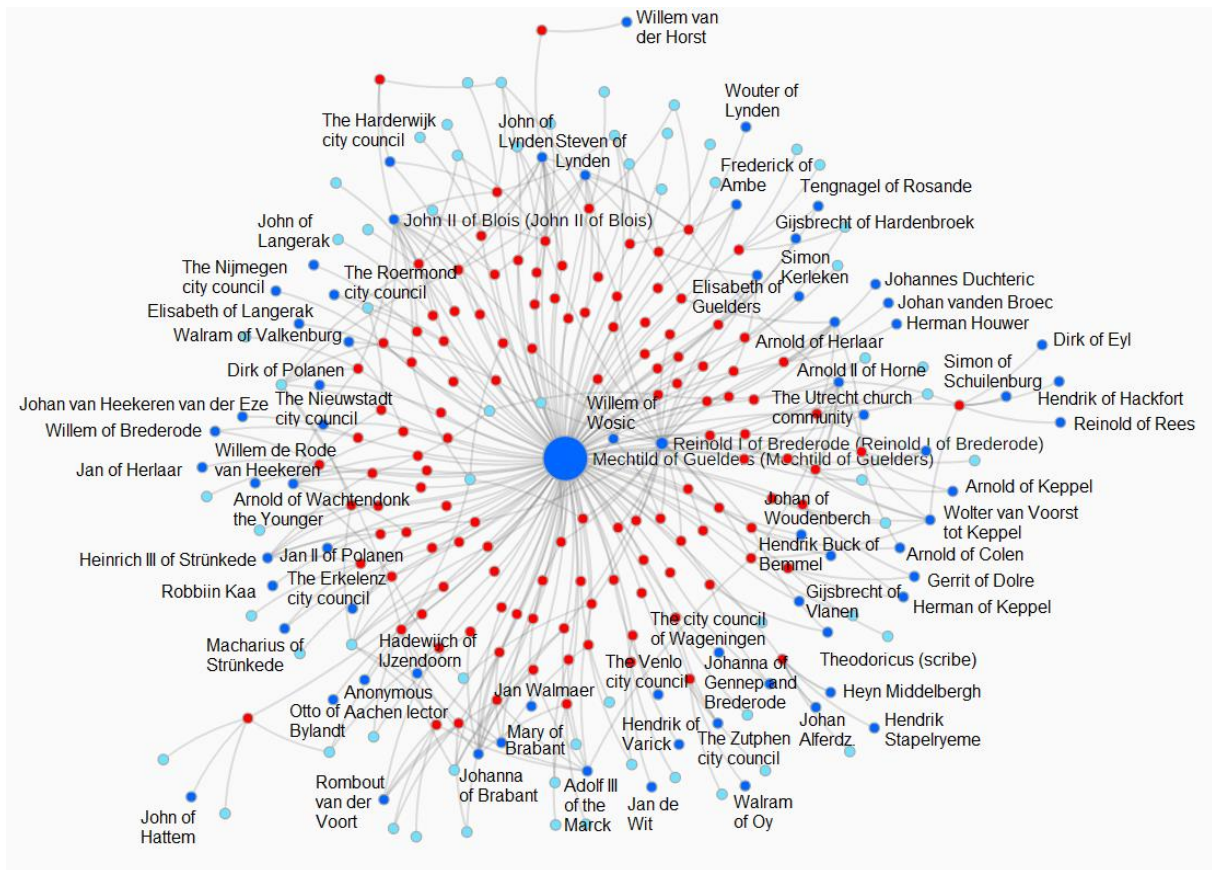 Willem van
der Horst
Wouter of
Lynden
The Harderwijk
city council
John of
Lynden
Steven of
Lynden
Frederick of
Ambe
Tengnagel of Rosande
John II of Blois (John II of Blois)
Gijsbrecht of Hardenbroek
John of
Langerak
Simon
Kerleken
The Nijmegen
city council
The Roermond
city council
Elisabeth of
Guelders
Johannes Duchteric
Johan vanden Broec
Elisabeth of Langerak
Herman Houwer
Walram of Valkenburg
Arnold of Herlaar
Dirk of Eyl
Dirk of Polanen
Arnold II of Horne
Simon of
Schuilenburg
The Nieuwstadt
city council
The Utrecht church
community
Hendrik of Hackfort
Johan van Heekeren van der Eze
Willem of
Wosic
Reinold of Rees
Willem of Brederode
Reinold I of Brederode (Reinold I of Brederode)
Willem de Rode
van Heekeren
Mechtild of Guelders (Mechtild of Guelders)
Jan of Herlaar
Arnold of Keppel
Arnold of Wachtendonk
the Younger
Johan of
Woudenberch
Wolter van Voorst
tot Keppel
Heinrich III of Strünkede
Jan II of Polanen
Hendrik Buck of
Bemmel
Arnold of Colen
Robbiin Kaa
The Erkelenz
city council
Gerrit of Dolre
Gijsbrecht of
Vlanen
Herman of Keppel
Macharius of
Strünkede
Hadewijch of
IJzendoorn
The city council
of Wageningen
Theodoricus (scribe)
The Venlo
city council
Johanna of
Gennep and
Brederode
Anonymous
Aachen lector
Jan Walmaer
Heyn Middelbergh
Otto of
Bylandt
Mary of
Brabant
Hendrik of
Varick
The Zutphen
city council
Johan
Alferdz.
Hendrik
Stapelryeme
Rombout
van der
Voort
Johanna
of Brabant
Adolf III
of the
Marck
Jan de
Wit
Walram
of Oy
John of
Hattem